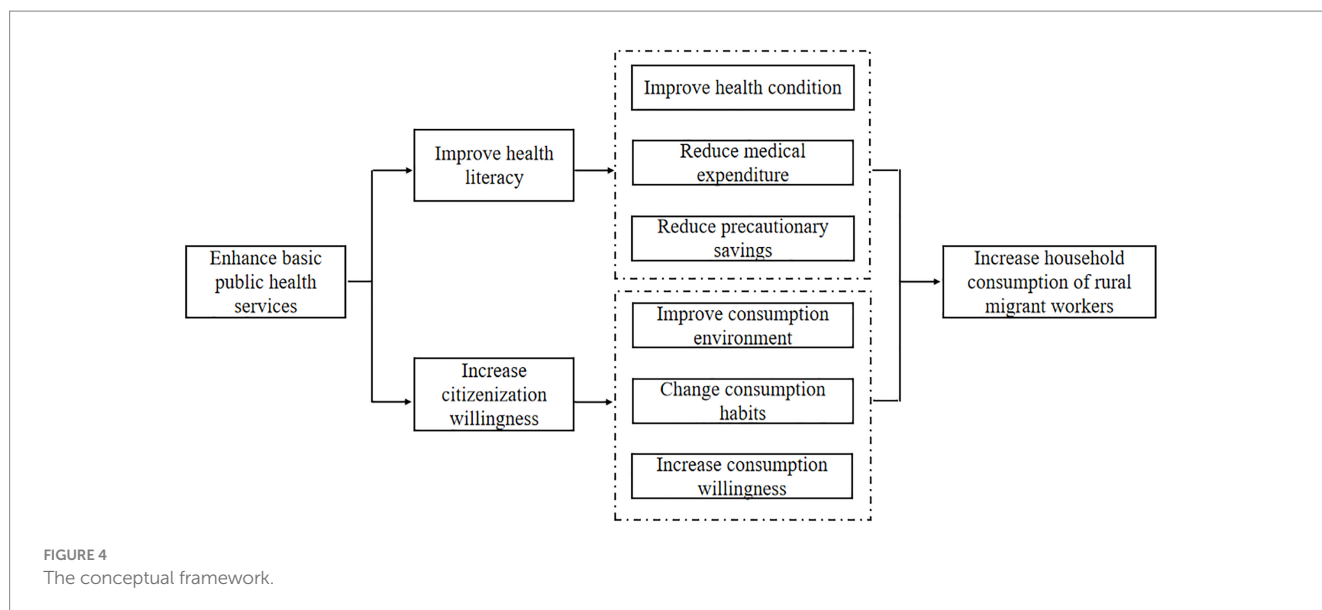 Enhance basic
public health
services
Improve health
literacy
Increase
citizenization
willingness
Improve health condition
Reduce medical
expenditure
Reduce precautionary
savings
Improve consumption
environment
Change consumption
habits
Increase consumption
willingness
Increase household
consumption of rural
migrant workers
FIGURE 4
The conceptual framework.